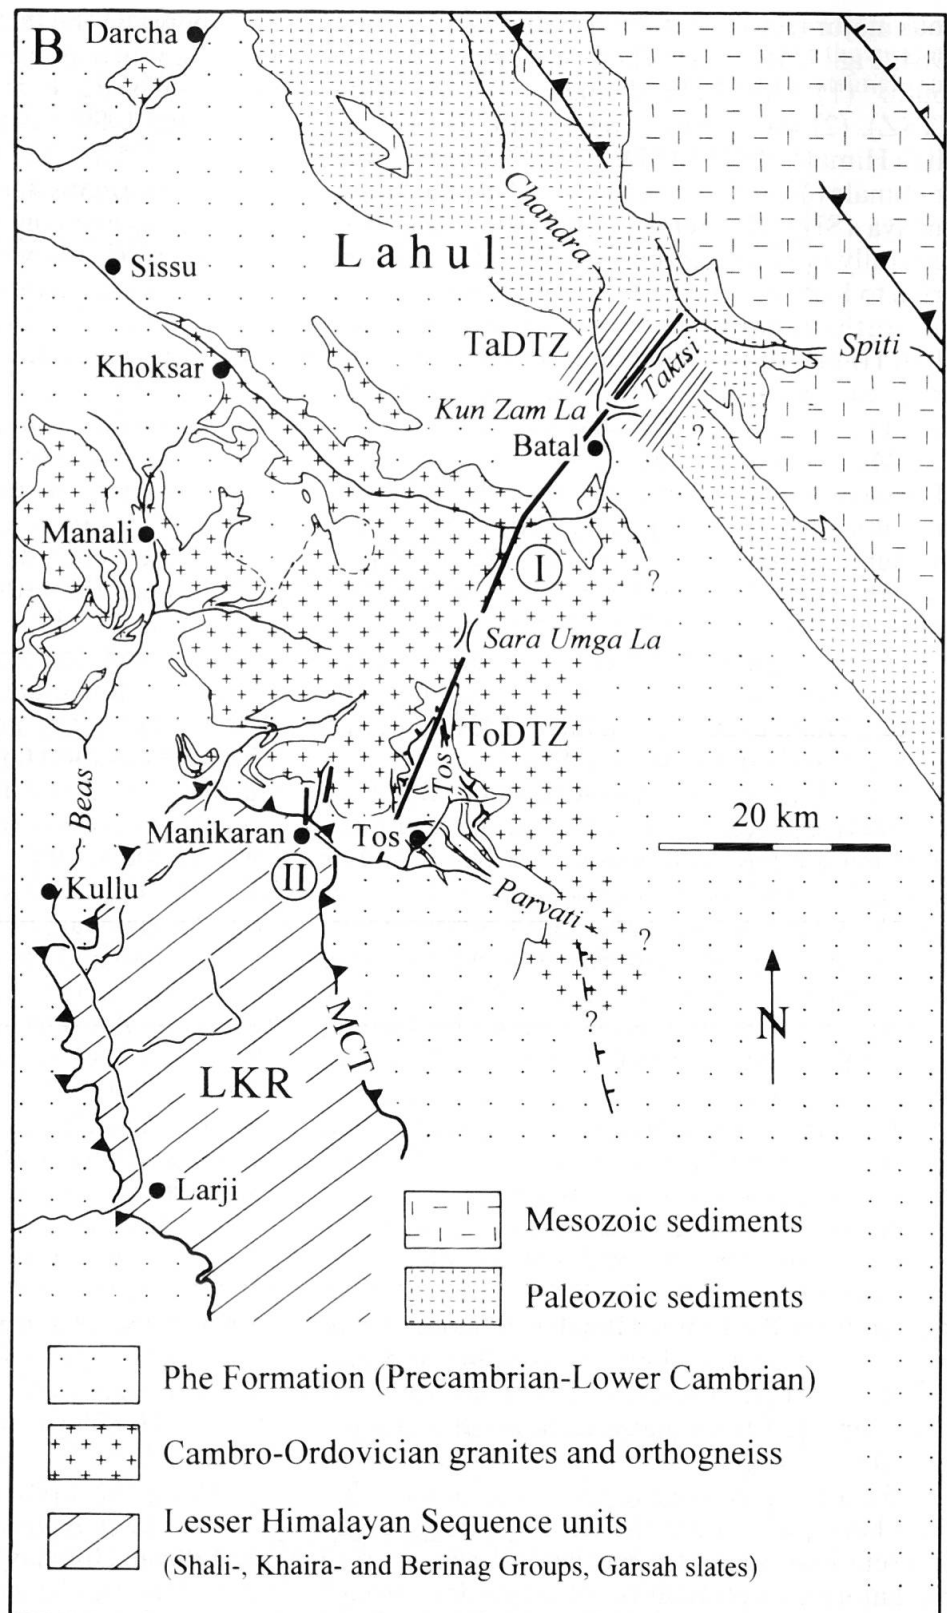 B
Darcha
Chandra
Lahul
Sissu
TaDTZ
Taktsi
Spiti
Khoksar
Kun Zam La
?
Batal
Manali
I
?
Sara Umga La
ToDTZ
Tos
Beas
20 km
Manikaran
Tos
II
Kullu
Parvati
?
N
?
MCT
LKR
Larji
Mesozoic sediments
Paleozoic sediments
Phe Formation (Precambrian-Lower Cambrian)
Cambro-Ordovician granites and orthogneiss
Lesser Himalayan Sequence units
(Shali-, Khaira- and Berinag Groups, Garsah slates)